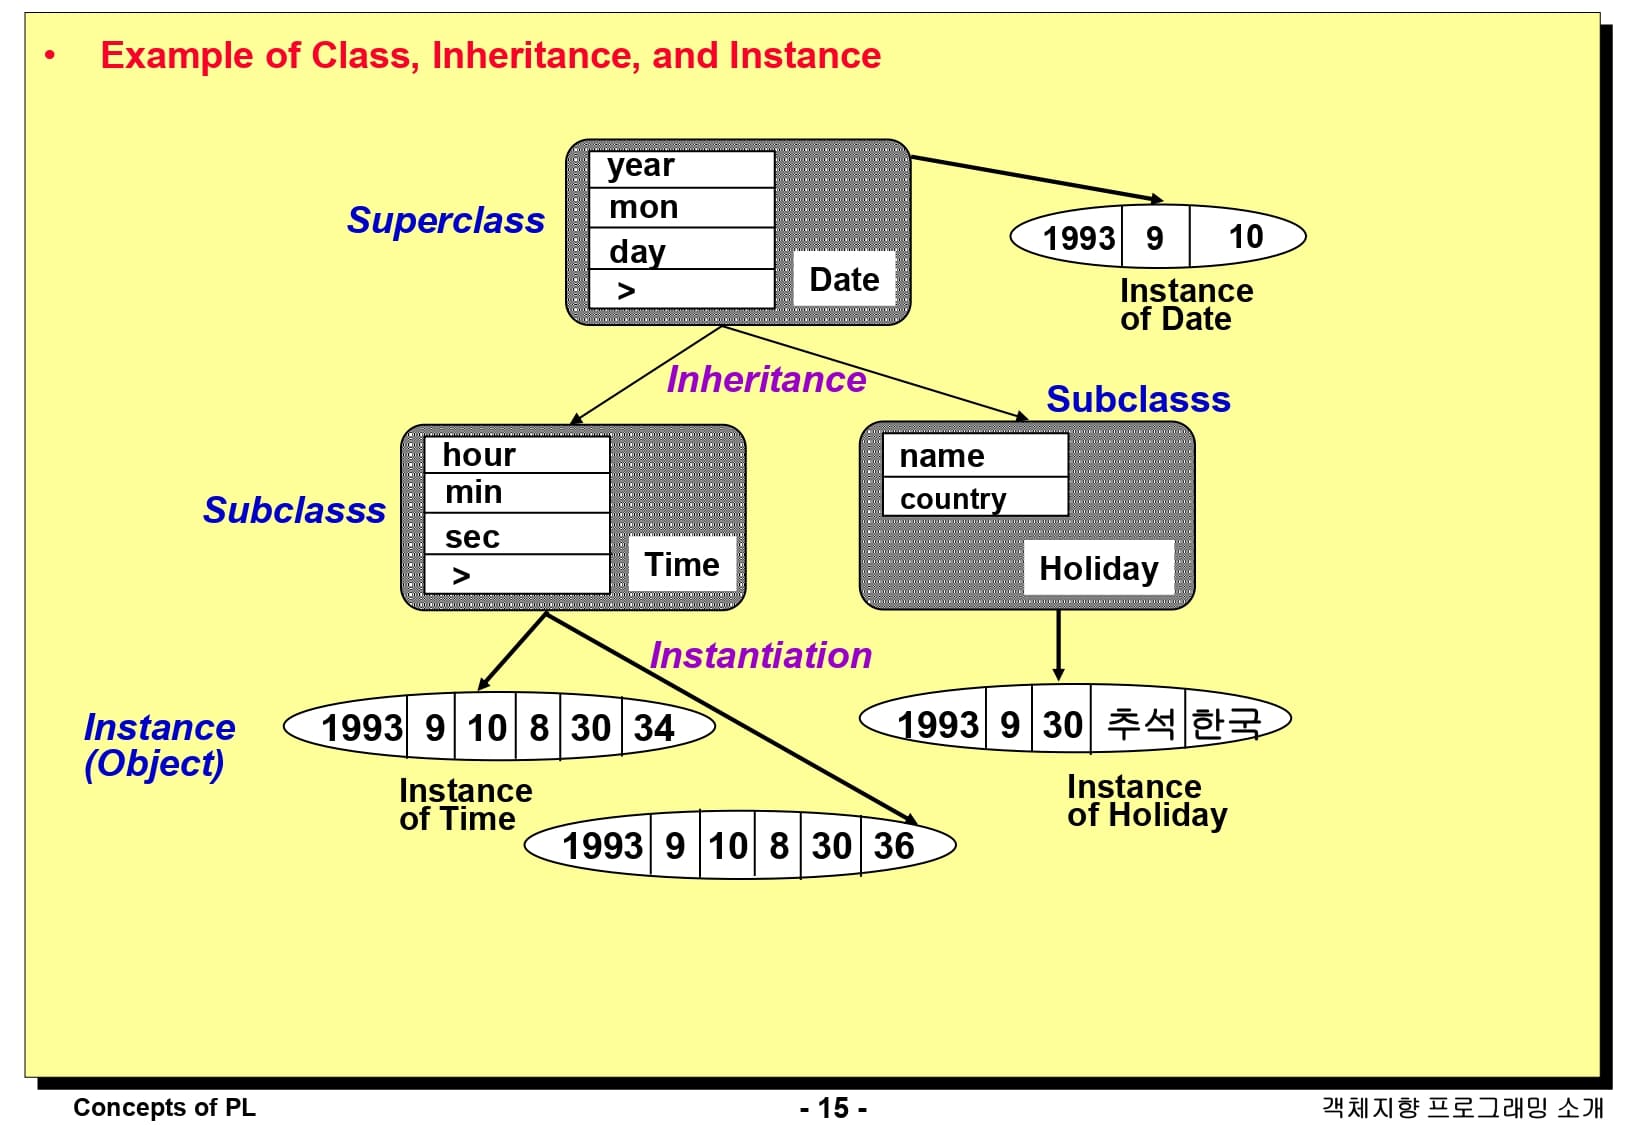 • Example of Class, Inheritance, and Instance
year
mon
day
>
Date
Superclass
1993 9 10
Instance
of Date
Inheritance
Subclasss
hour
min
sec
>
Time
Subclasss
name
country
Holiday
Instantiation
Instance
(Object)
1993 9 10 8 30 34
Instance
of Time
1993 9 10 8 30 36
1993 9 30 추석 한국
Instance
of Holiday
Concepts of PL
- 15 -
객체지향 프로그래밍 소개